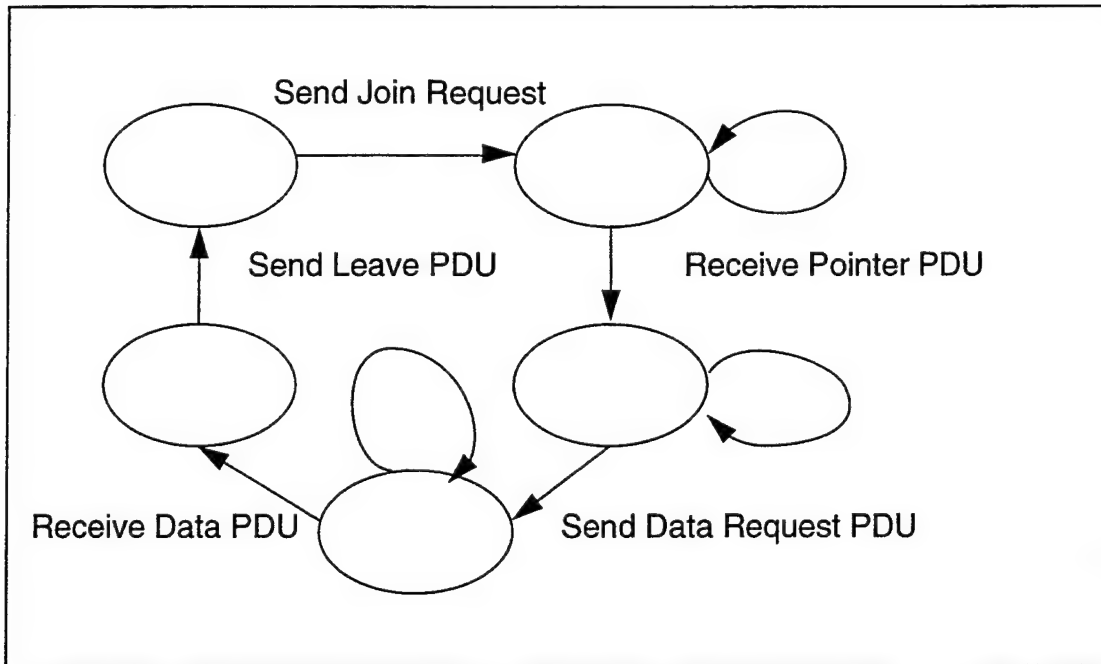 Send Join Request
Send Leave PDU
Receive Pointer PDU
Receive Data PDU
Send Data Request PDU